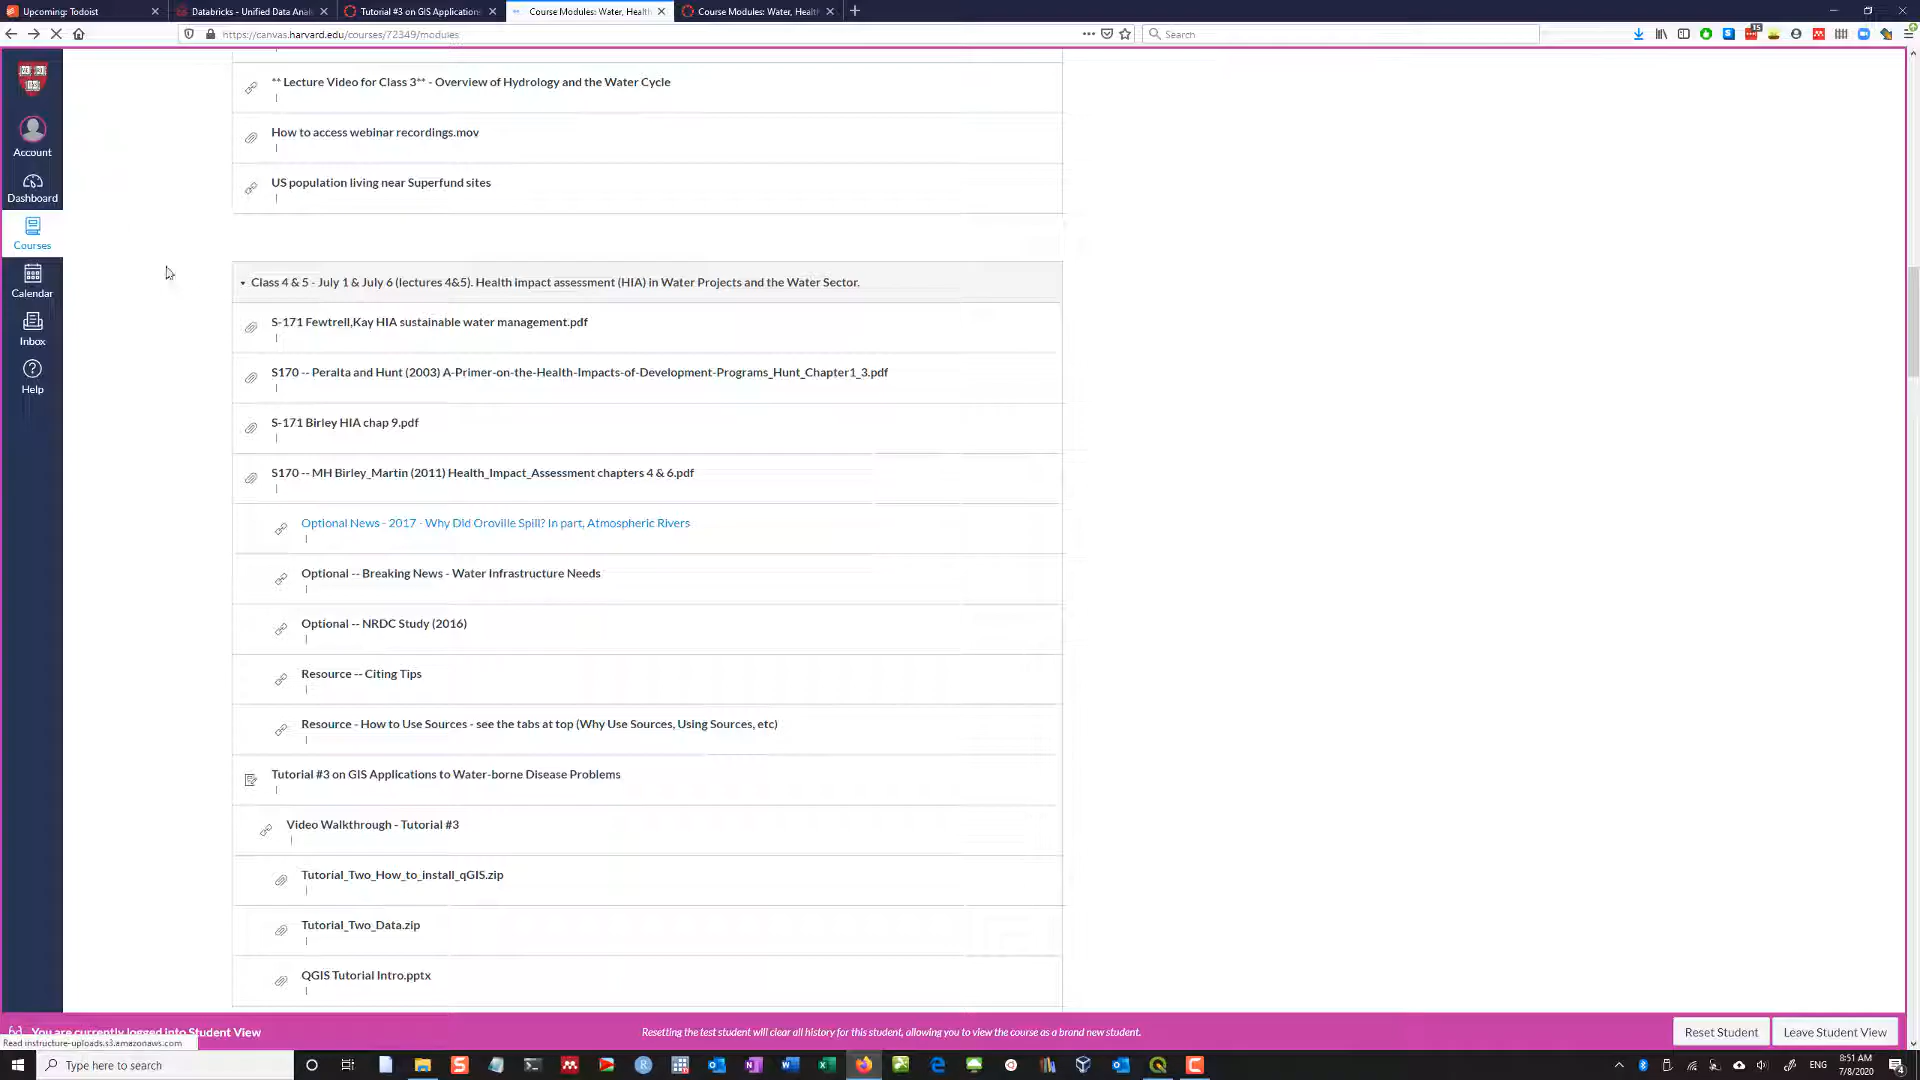 Upcoming: Todoist
Databricks - Unified Data Anal
Tutorial #3 on GIS Applications
Course Modules: Water, Health
Course Modules: Water, Healt
https://canvas.harvard.edu/courses/72349/modules
Search
15
Account
Dashboard
Courses
Calendar
Inbox
Help
** Lecture Video for Class 3** - Overview of Hydrology and the Water Cycle
How to access webinar recordings.mov
US population living near Superfund sites
Class 4 & 5 - July 1 & July 6 (lectures 4&5). Health impact assessment (HIA) in Water Projects and the Water Sector.
S-171 Fewtrell,Kay HIA sustainable water management.pdf
S170 -- Peralta and Hunt (2003) A-Primer-on-the-Health-Impacts-of-Development-Programs_Hunt_Chapter1_3.pdf
S-171 Birley HIA chap 9.pdf
S170 -- MH Birley_Martin (2011) Health_Impact_Assessment chapters 4 & 6.pdf
Optional News - 2017 - Why Did Oroville Spill? In part, Atmospheric Rivers
Optional -- Breaking News - Water Infrastructure Needs
Optional -- NRDC Study (2016)
Resource -- Citing Tips
Resource - How to Use Sources - see the tabs at top (Why Use Sources, Using Sources, etc)
Tutorial #3 on GIS Applications to Water-borne Disease Problems
Video Walkthrough - Tutorial #3
Tutorial_Two_How_to_install_qGIS.zip
Tutorial_Two_Data.zip
QGIS Tutorial Intro.pptx
You are currently logged into Student View
Resetting the test student will clear all history for this student, allowing you to view the course as a brand new student.
Reset Student
Leave Student View
Read instructure-uploads.s3.amazonaws.com
Type here to search
ENG
8:51 AM
7/8/2020